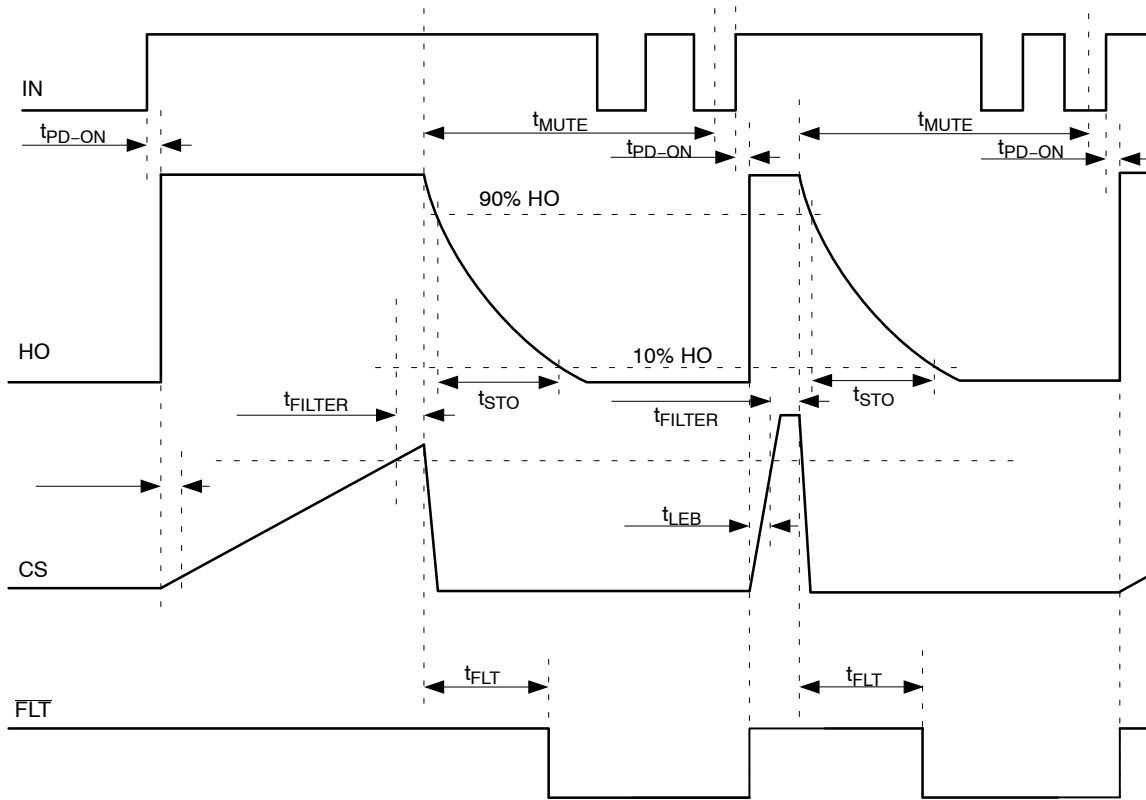 IN
tPD-ON
tMUTE
tPD-ON
tMUTE
tPD-ON
90% HO
HO
10% HO
tFILTER
tSTO
tFILTER
tSTO
tLEB
CS
tFLT
tFLT
FLT